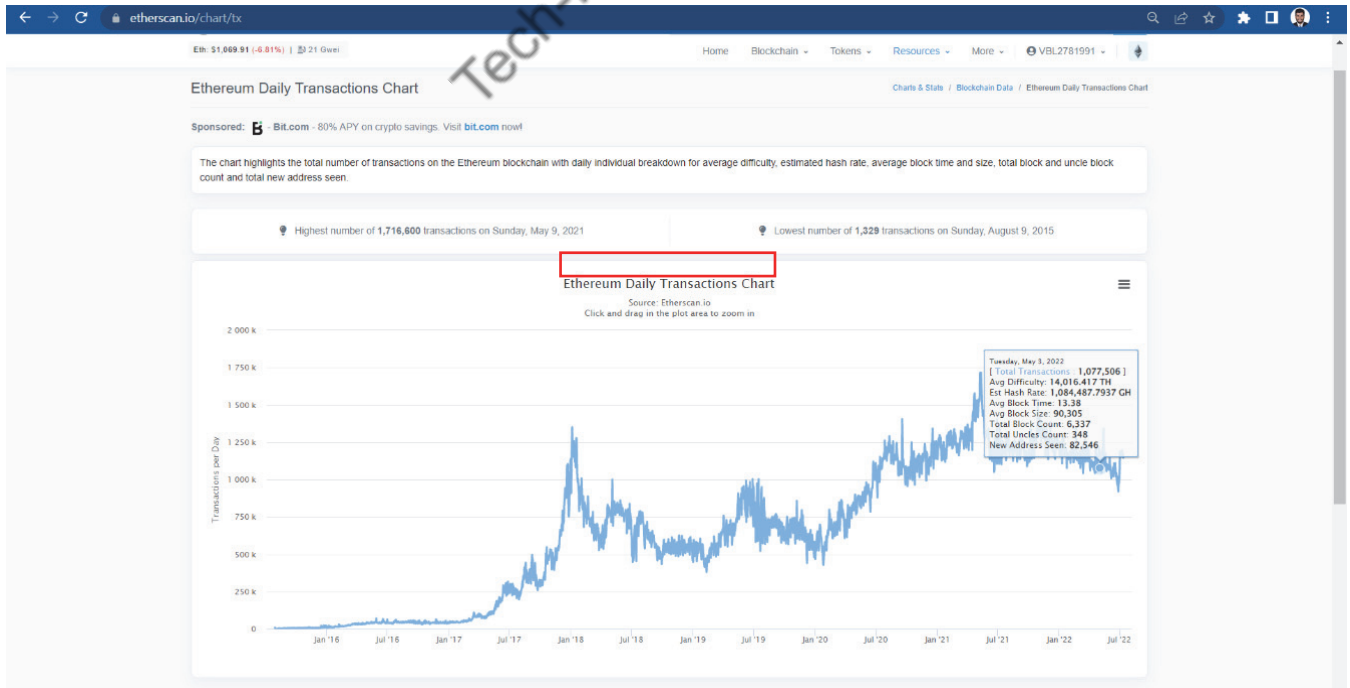 etherscan.io/chart/tx
Tech-
Eth: $1,069.91 (-6.81%) | 21 Gwei
Home Blockchain Tokens Resources More VBL2781991
Ethereum Daily Transactions Chart
Charts & Stats / Blockchain Data / Ethereum Daily Transactions Chart
Sponsored: - Bit.com - 80% APY on crypto savings. Visit bit.com now!
The chart highlights the total number of transactions on the Ethereum blockchain with daily individual breakdown for average difficulty, estimated hash rate, average block time and size, total block and uncle block
count and total new address seen.
Highest number of 1,716,600 transactions on Sunday, May 9, 2021
Lowest number of 1,329 transactions on Sunday, August 9, 2015
Ethereum Daily Transactions Chart
Source: Etherscan.io
Click and drag in the plot area to zoom in
Transactions per Day
2 000 k
1 750 k
1 500 k
1 250 k
1 000 k
750 k
500 k
250 k
0
Tuesday, May 3, 2022
[ Total Transactions : 1,077,506 ]
Avg Difficulty: 14,016.417 TH
Est Hash Rate: 1,084,487.7937 GH
Avg Block Time: 13.38
Avg Block Size: 90,305
Total Block Count: 6,337
Total Uncles Count: 348
New Address Seen: 82,546
Jan '16 Jul '16 Jan '17 Jul '17 Jan '18 Jul '18 Jan '19 Jul '19 Jan '20 Jul '20 Jan '21 Jul '21 Jan '22 Jul '22